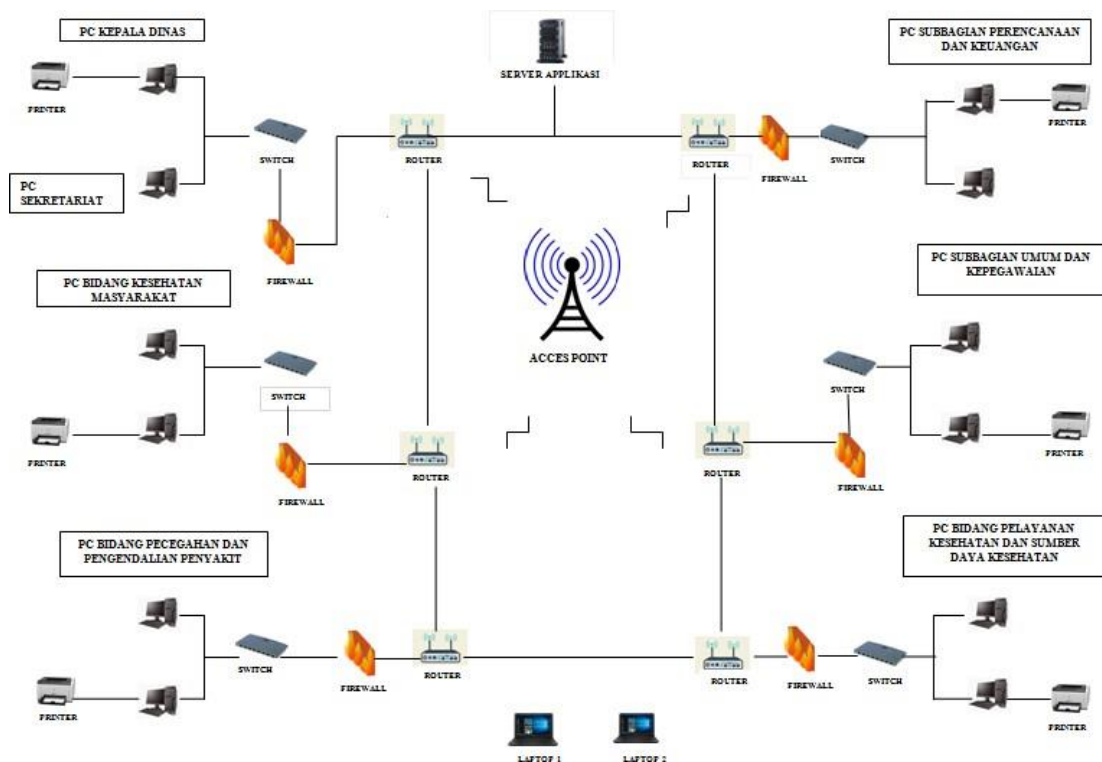 PC KEPALA DINAS
PRINTER
SWITCH
PC
SEKRETARIAT
FIREWALL
ROUTER
SERVER APPLIKASI
ROUTER
FIREWALL
SWITCH
PC SUBBAGIAN PERENCANAAN
DAN KEUANGAN
PRINTER
PC BIDANG KESEHATAN
MASYARAKAT
SWITCH
PRINTER
FIREWALL
ROUTER
ACCES POINT
PC SUBBAGIAN UMUM DAN
KEPEGAWAIAN
SWITCH
ROUTER
FIREWALL
PRINTER
PC BIDANG PECEGAHAN DAN
PENGENDALIAN PENYAKIT
SWITCH
PRINTER
FIREWALL
ROUTER
PC BIDANG PELAYANAN
KESEHATAN DAN SUMBER
DAYA KESEHATAN
ROUTER
FIREWALL
SWITCH
PRINTER
LAPTOP 1
LAPTOP 2